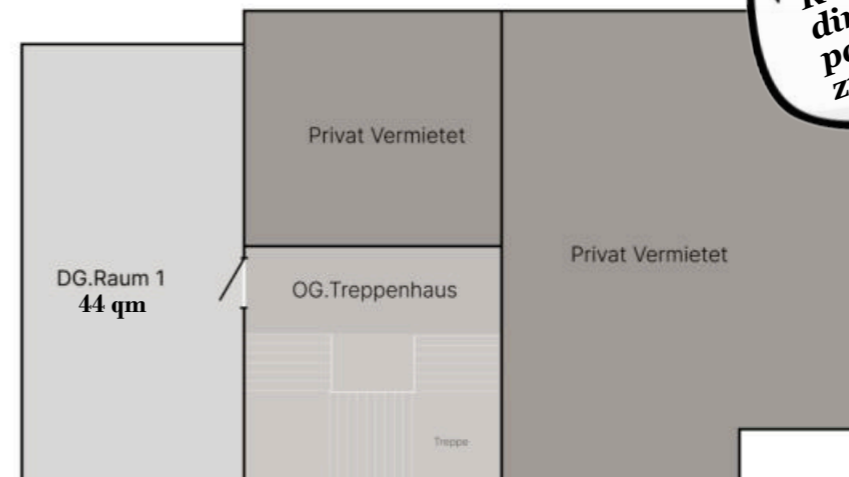 Privat Vermietet
Privat Vermietet
DG.Raum 1
44 qm
OG.Treppenhaus
Treppe